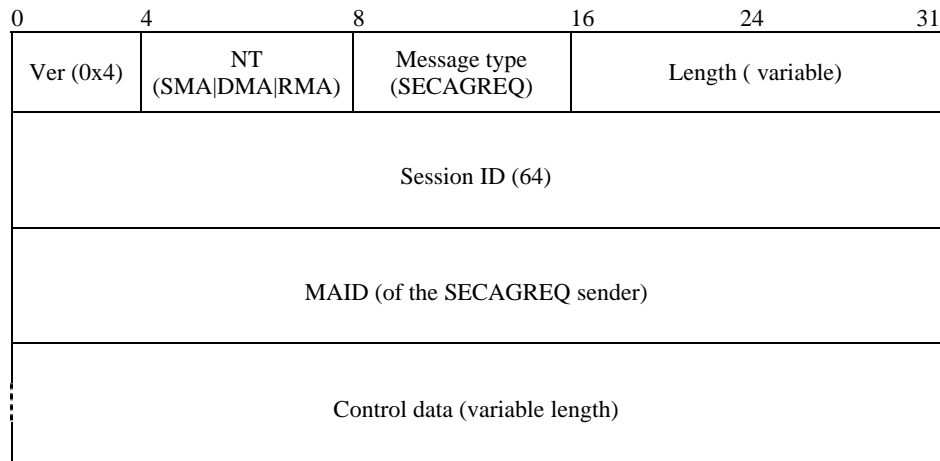 0 4 8 16 24 31
Ver (0x4) NT Message type Length ( variable)
(SMA|DMA|RMA) (SECAGREQ)
Session ID (64)
MAID (of the SECAGREQ sender)
Control data (variable length)